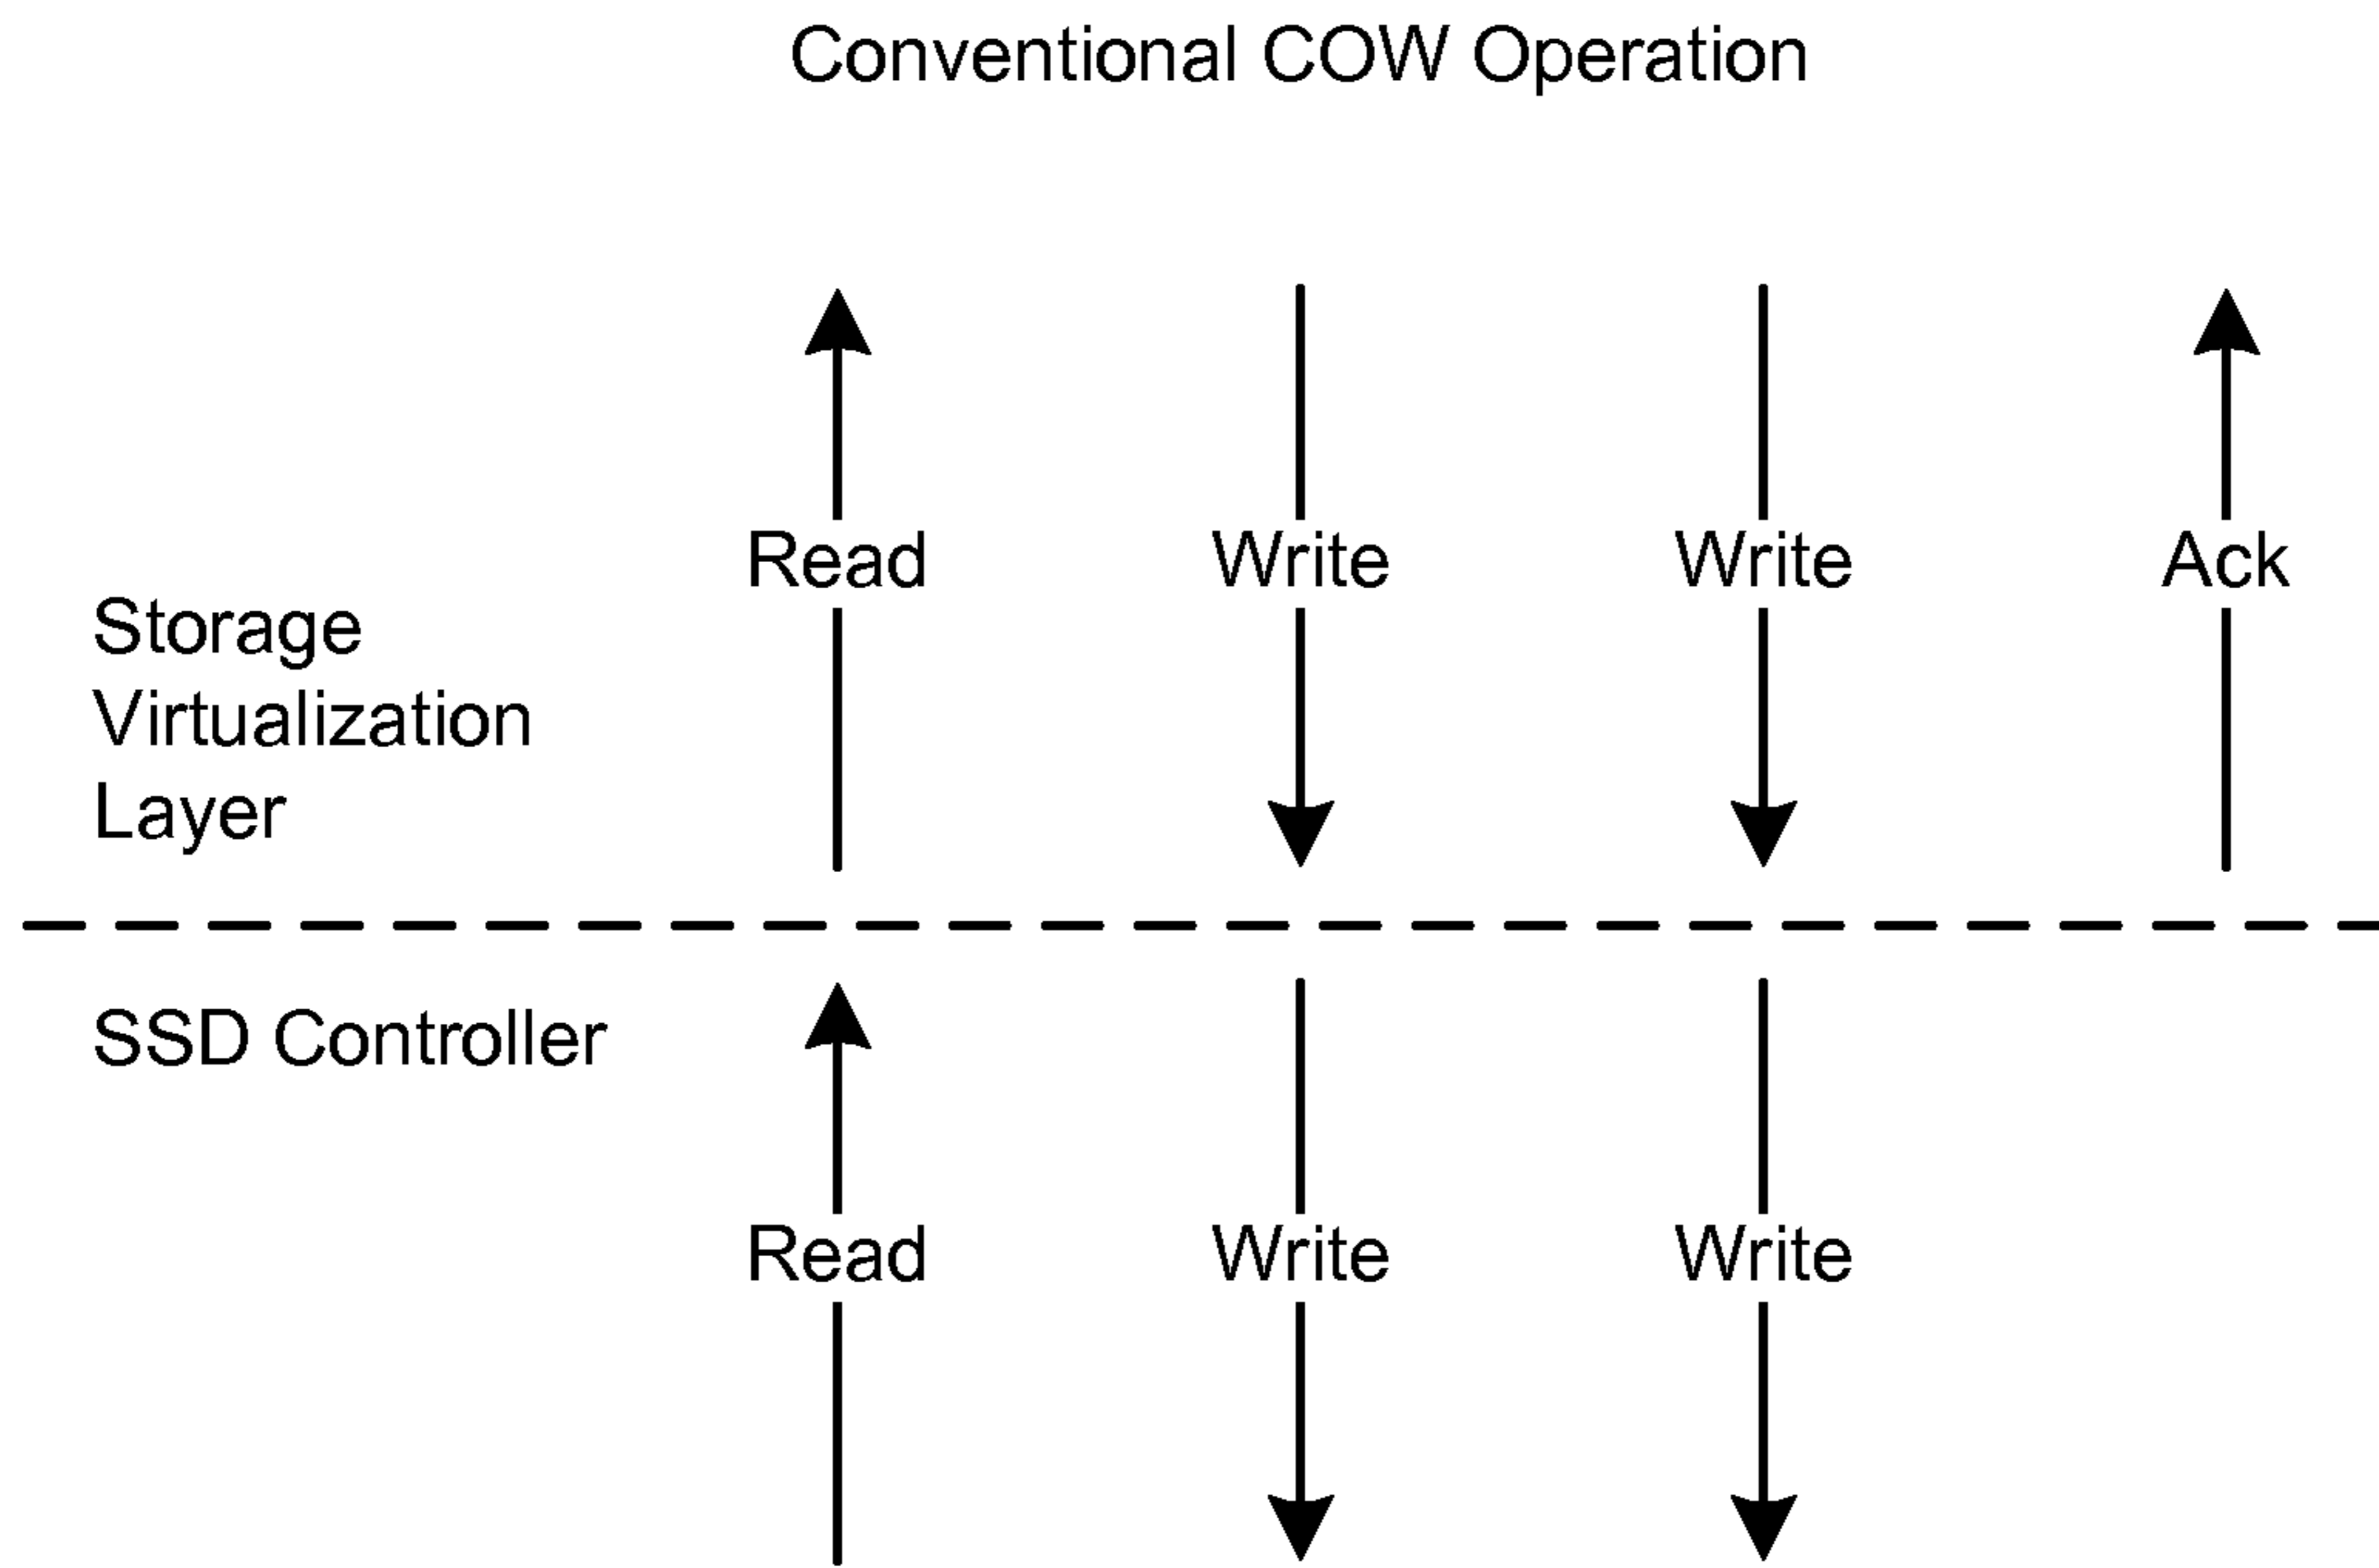 Conventional COW Operation
Read
Write
Write
Ack
Storage
Virtualization
Layer
SSD Controller
Read
Write
Write